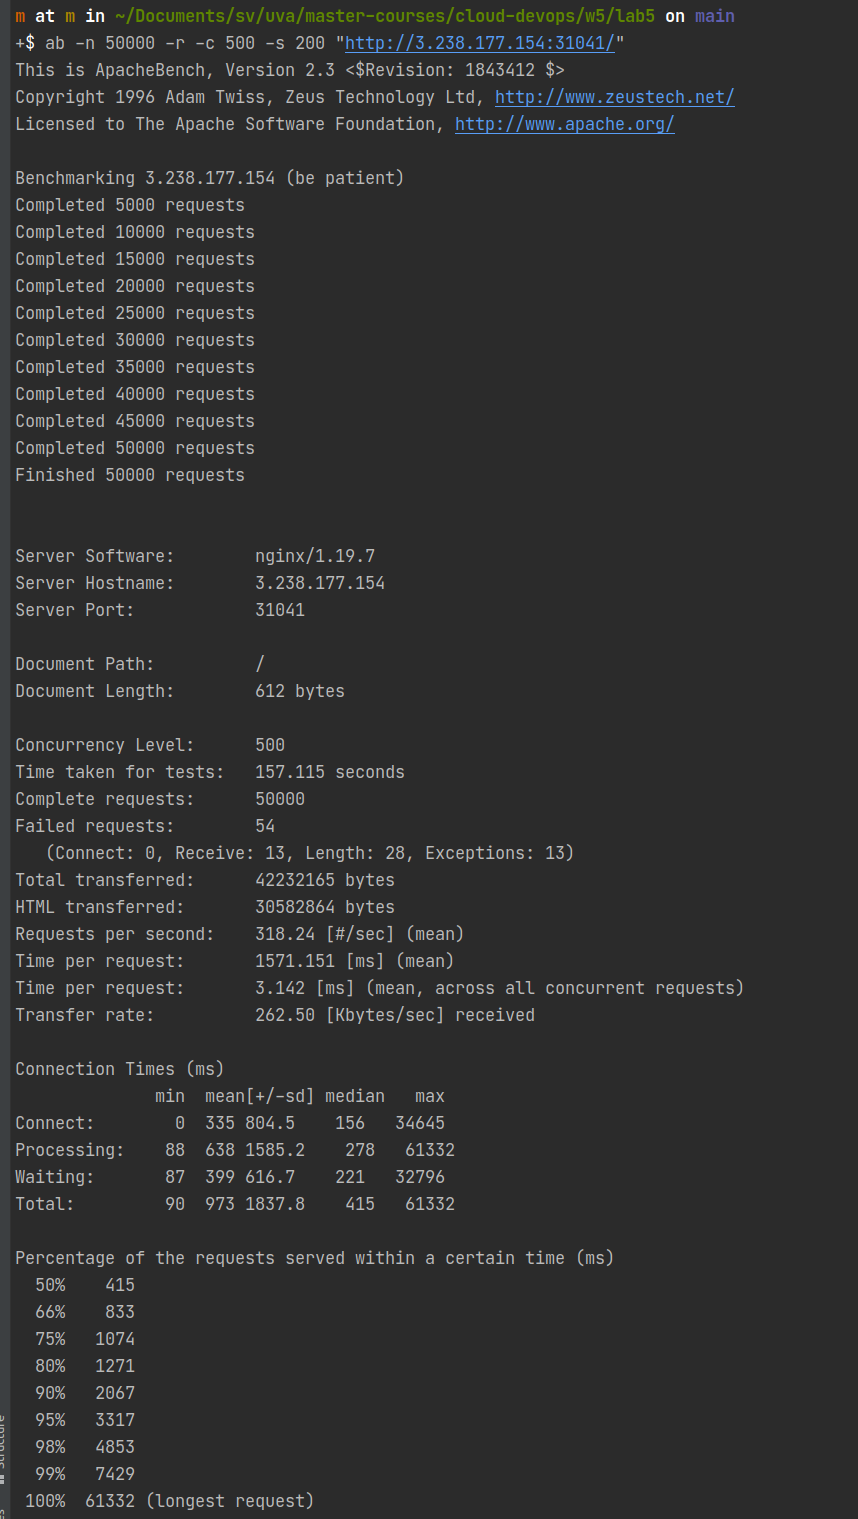 m at m in ~/Documents/sv/uva/master-courses/cloud-devops/w5/lab5 on main
+$ ab -n 50000 -r -c 500 -s 200 "http://3.238.177.154:31041/"
This is ApacheBench, Version 2.3 <$Revision: 1843412 $>
Copyright 1996 Adam Twiss, Zeus Technology Ltd, http://www.zeustech.net/
Licensed to The Apache Software Foundation, http://www.apache.org/

Benchmarking 3.238.177.154 (be patient)
Completed 5000 requests
Completed 10000 requests
Completed 15000 requests
Completed 20000 requests
Completed 25000 requests
Completed 30000 requests
Completed 35000 requests
Completed 40000 requests
Completed 45000 requests
Completed 50000 requests
Finished 50000 requests

Server Software:        nginx/1.19.7
Server Hostname:        3.238.177.154
Server Port:            31041

Document Path:          /
Document Length:        612 bytes

Concurrency Level:      500
Time taken for tests:   157.115 seconds
Complete requests:      50000
Failed requests:        54
   (Connect: 0, Receive: 13, Length: 28, Exceptions: 13)
Total transferred:      42232165 bytes
HTML transferred:       30582864 bytes
Requests per second:    318.24 [#/sec] (mean)
Time per request:       1571.151 [ms] (mean)
Time per request:       3.142 [ms] (mean, across all concurrent requests)
Transfer rate:          262.50 [Kbytes/sec] received

Connection Times (ms)
              min  mean[+/-sd] median   max
Connect:        0  335 804.5    156   34645
Processing:    88  638 1585.2    278   61332
Waiting:       87  399 616.7    221   32796
Total:         90  973 1837.8    415   61332

Percentage of the requests served within a certain time (ms)
  50%    415
  66%    833
  75%   1074
  80%   1271
  90%   2067
  95%   3317
  98%   4853
  99%   7429
 100%  61332 (longest request)
Structure